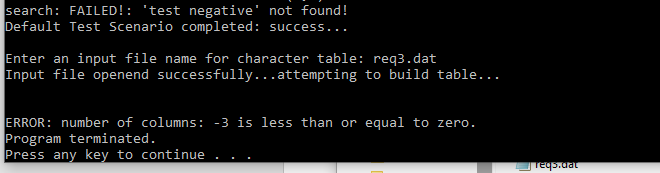 search: FAILED!: 'test negative' not found!
Default Test Scenario completed: success...
Enter an input file name for character table: req3.dat
Input file openend successfully...attempting to build table...
ERROR: number of columns: -3 is less than or equal to zero.
Program terminated.
Press any key to continue . . .
req3.dat